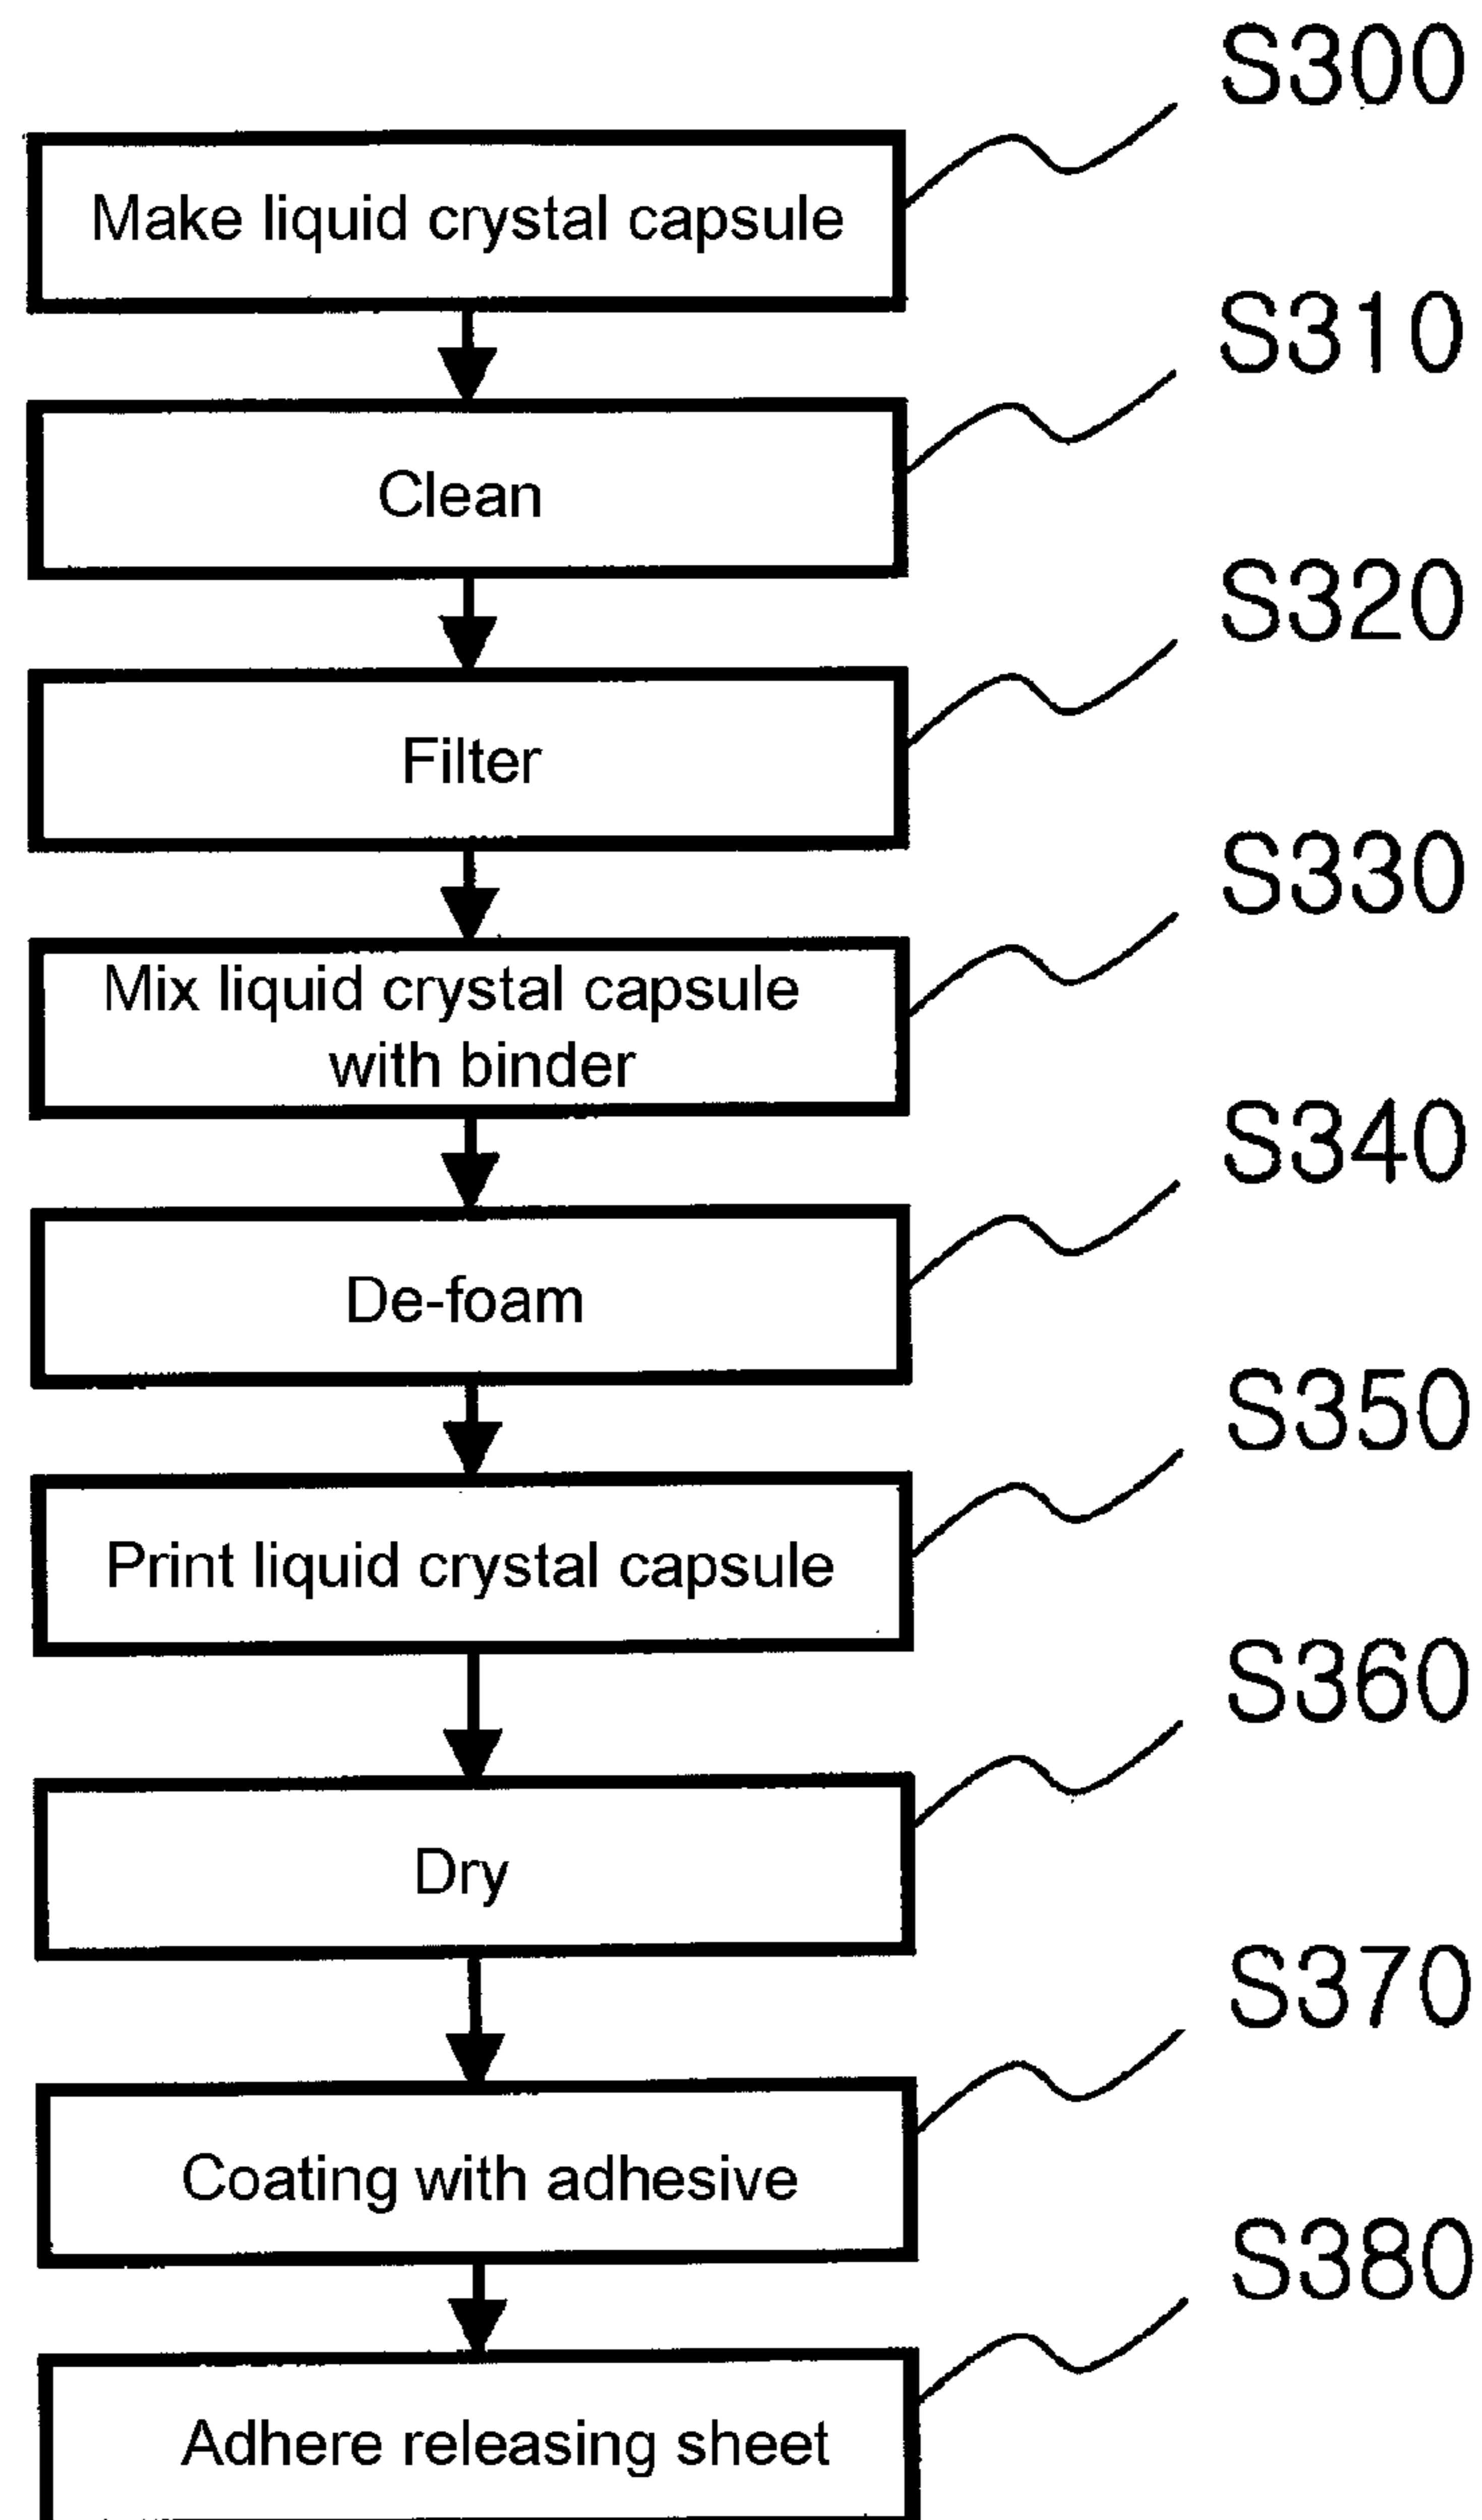 S300
Make liquid crystal capsule
S310
Clean
S320
Filter
S330
Mix liquid crystal capsule
with binder
S340
De-foam
S350
Print liquid crystal capsule
S360
Dry
S370
Coating with adhesive
S380
Adhere releasing sheet